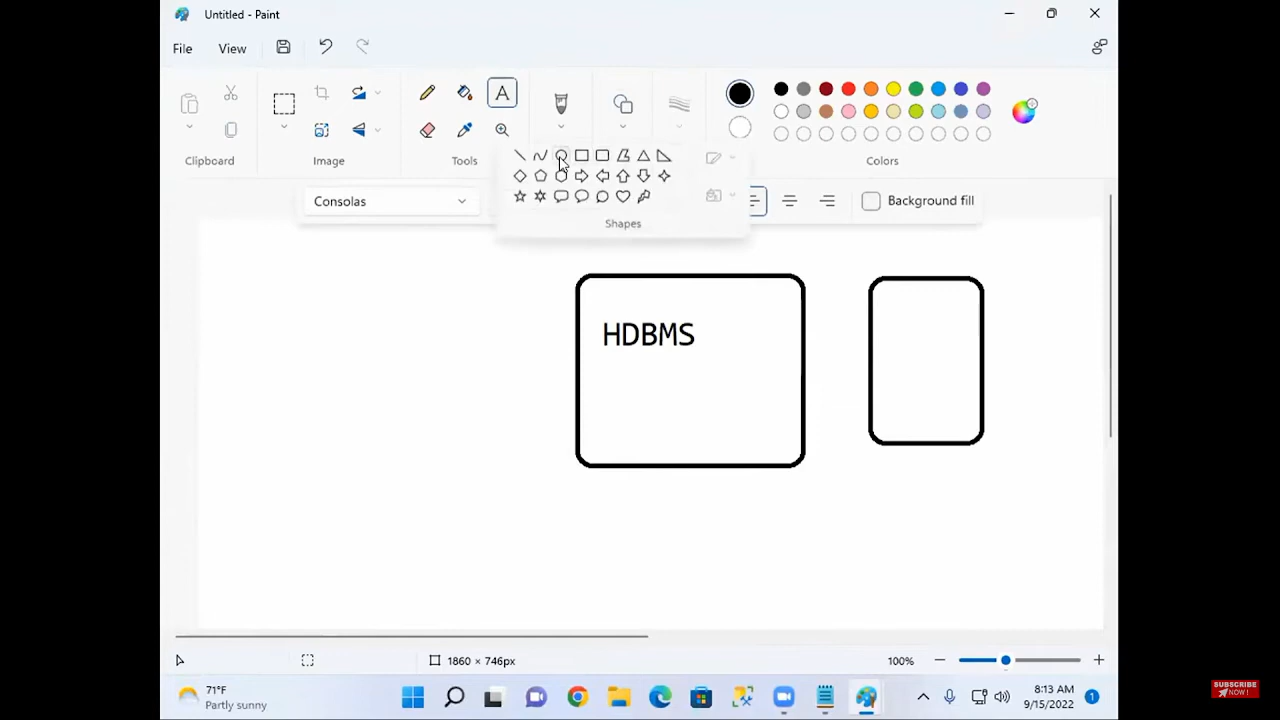 Untitled - Paint
File View
A
Clipboard
Image
Tools
Shapes
Colors
Consolas
Background fill
HDBMS
1860 × 746px
100%
71°F
Partly sunny
8:13 AM
9/15/2022
1
SUBSCRIBE
NOW!